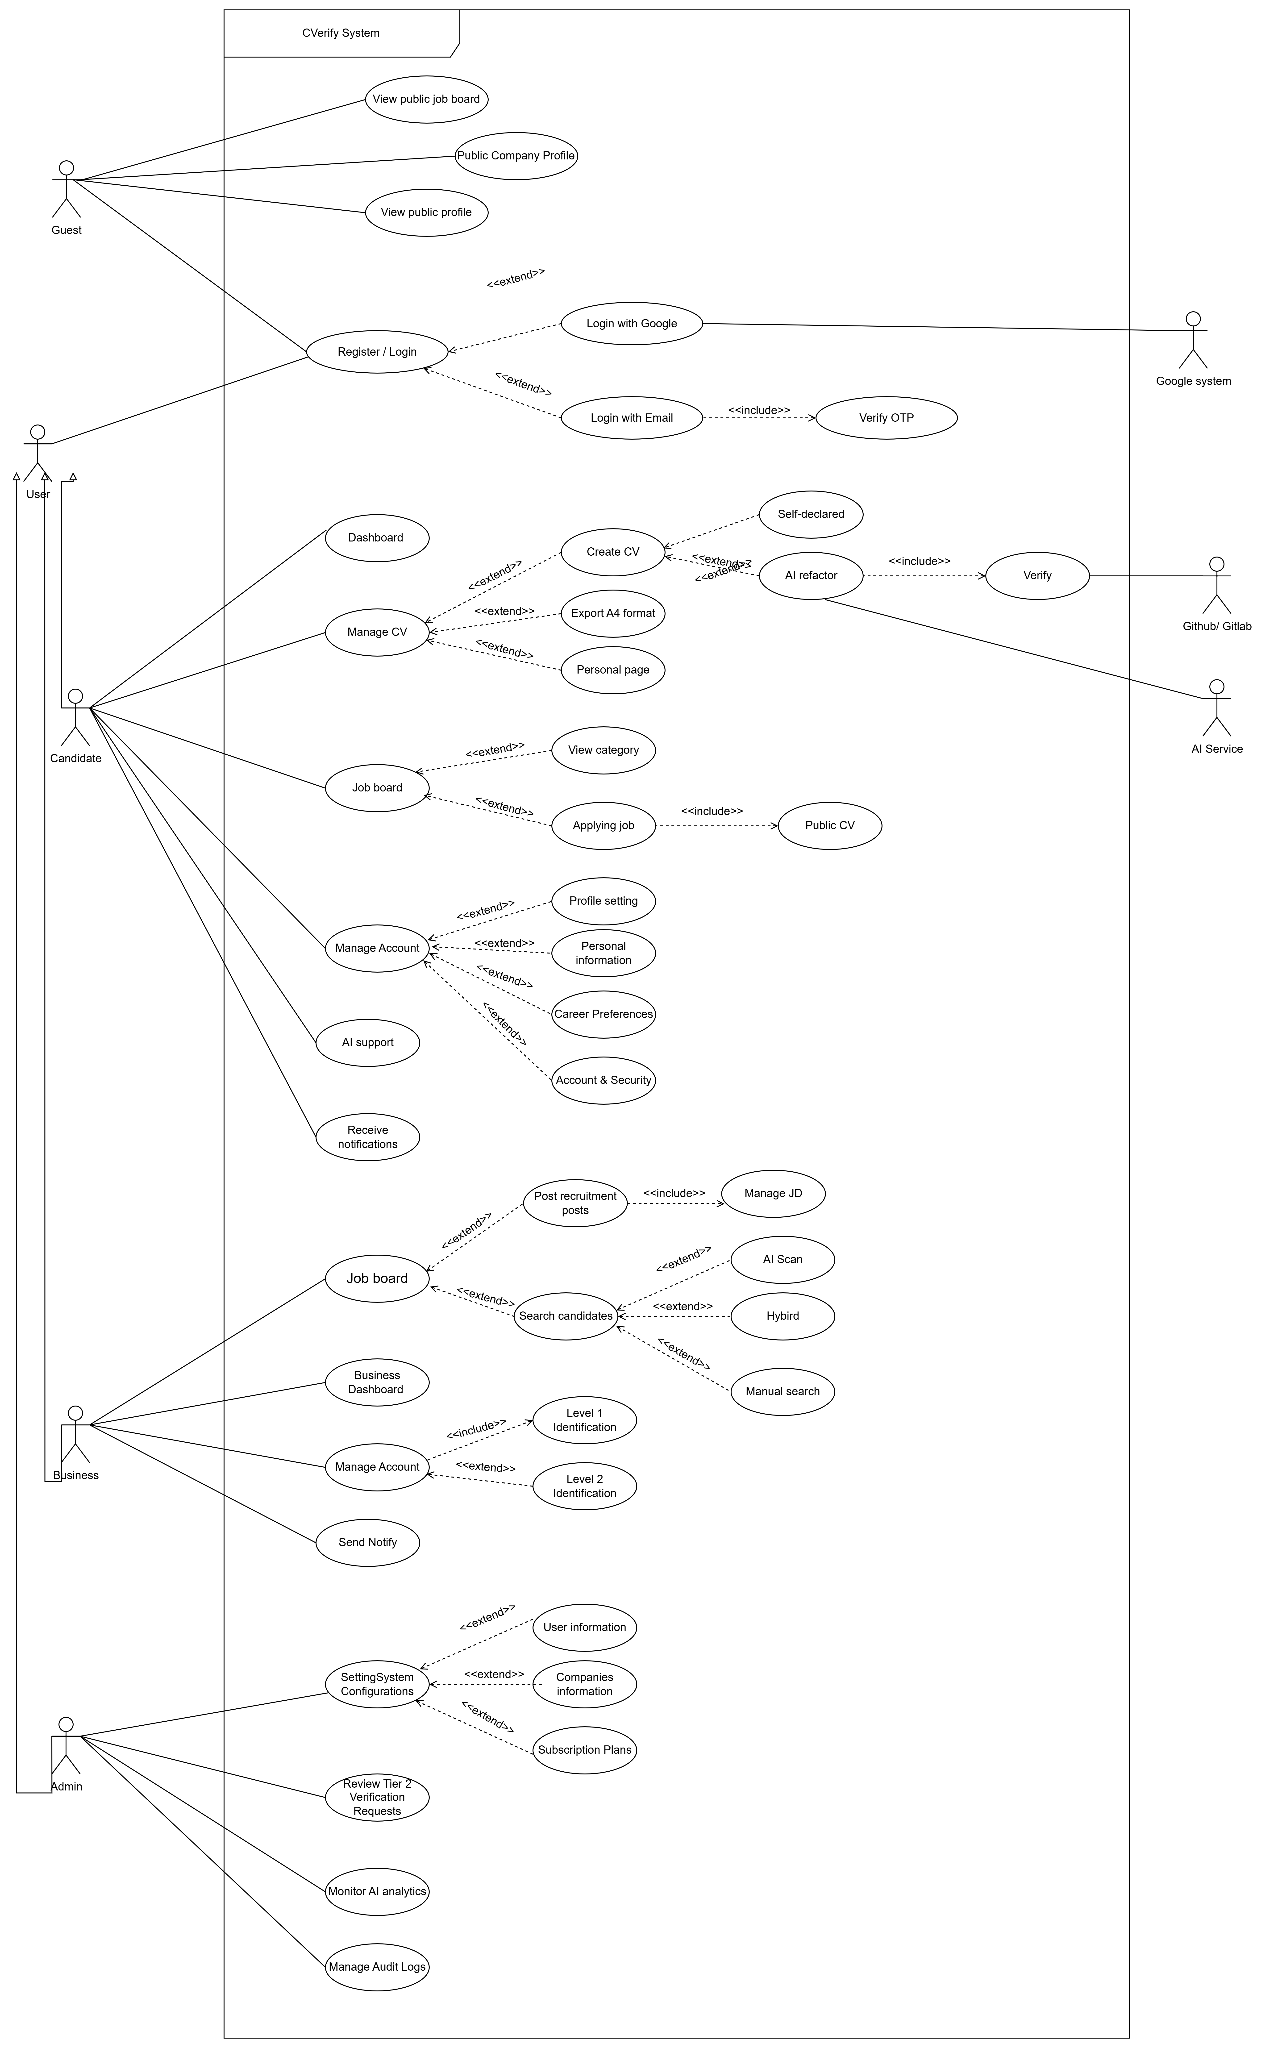 CVerify System
View public job board
Public Company Profile
View public profile
Guest
<<extend>>
Login with Google
Register / Login
Google system
<<extend>>
Login with Email
<<include>>
Verify OTP
User
Dashboard
Self-declared
Create CV
<<extend>>
<<extend>>
AI refactor
<<include>>
Verify
Github/ Gitlab
<<extend>>
Manage CV
<<extend>>
Export A4 format
<<extend>>
Personal page
AI Service
Candidate
<<extend>>
View category
Job board
<<extend>>
Applying job
<<include>>
Public CV
<<extend>>
Profile setting
Manage Account
<<extend>>
Personal
information
<<extend>>
Career Preferences
<<extend>>
Account & Security
AI support
Receive
notifications
Post recruitment
posts
<<include>>
Manage JD
<<extend>>
Job board
<<extend>>
Search candidates
<<extend>>
AI Scan
<<extend>>
Hybird
<<extend>>
Manual search
Business
Dashboard
Business
Manage Account
<<include>>
Level 1
Identification
<<extend>>
Level 2
Identification
Send Notify
<<extend>>
User information
SettingSystem
Configurations
<<extend>>
Companies
information
<<extend>>
Subscription Plans
Admin
Review Tier 2
Verification
Requests
Monitor AI analytics
Manage Audit Logs